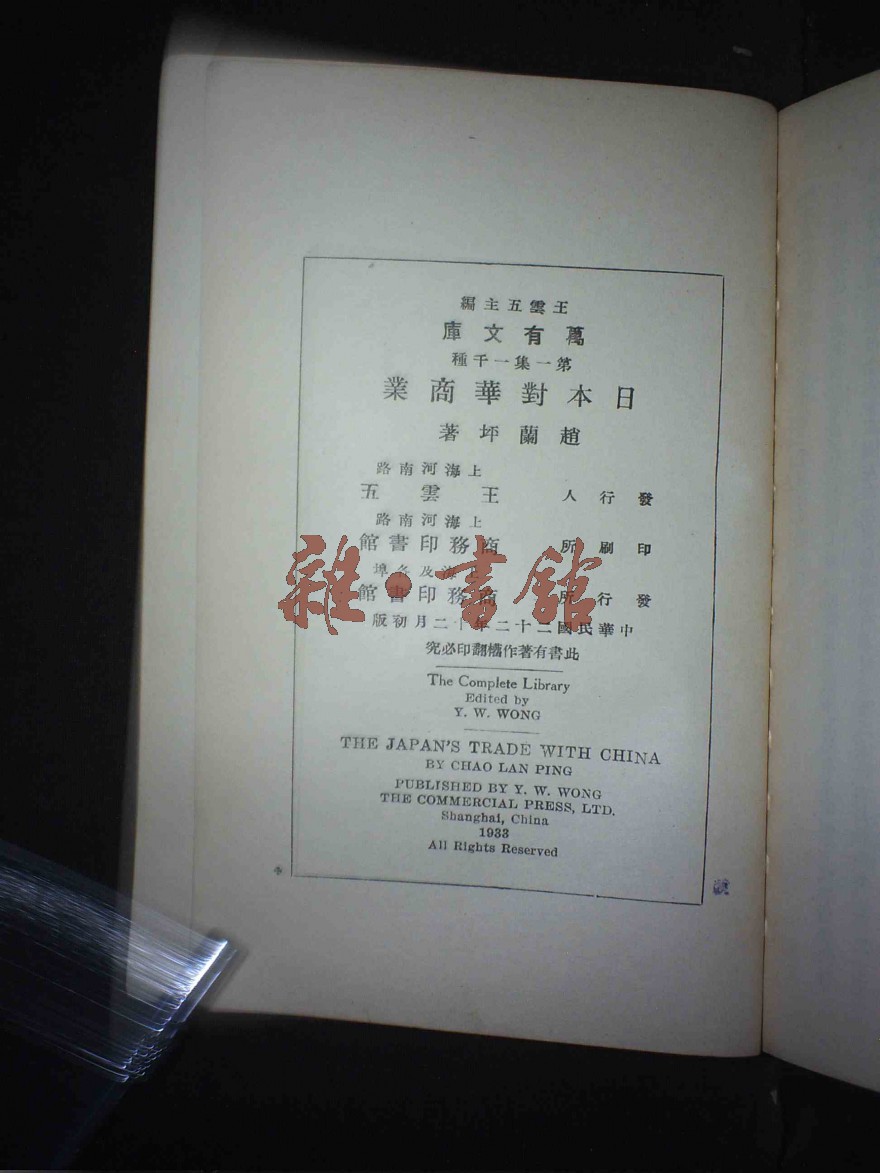 王雲五主編
萬有文庫
第一集一千種
日本對華商業
趙蘭坪著
上海河南路
發行人 王雲五
上海河南路
印刷所 商務印書館
上海及各埠
發行所 商務印書館
中華民國二十二年十二月初版
此書有著作權翻印必究
The Complete Library
Edited by
Y. W. WONG
THE JAPAN'S TRADE WITH CHINA
BY CHAO LAN PING
PUBLISHED BY Y. W. WONG
THE COMMERCIAL PRESS, LTD.
Shanghai, China
1933
All Rights Reserved
雜·書館